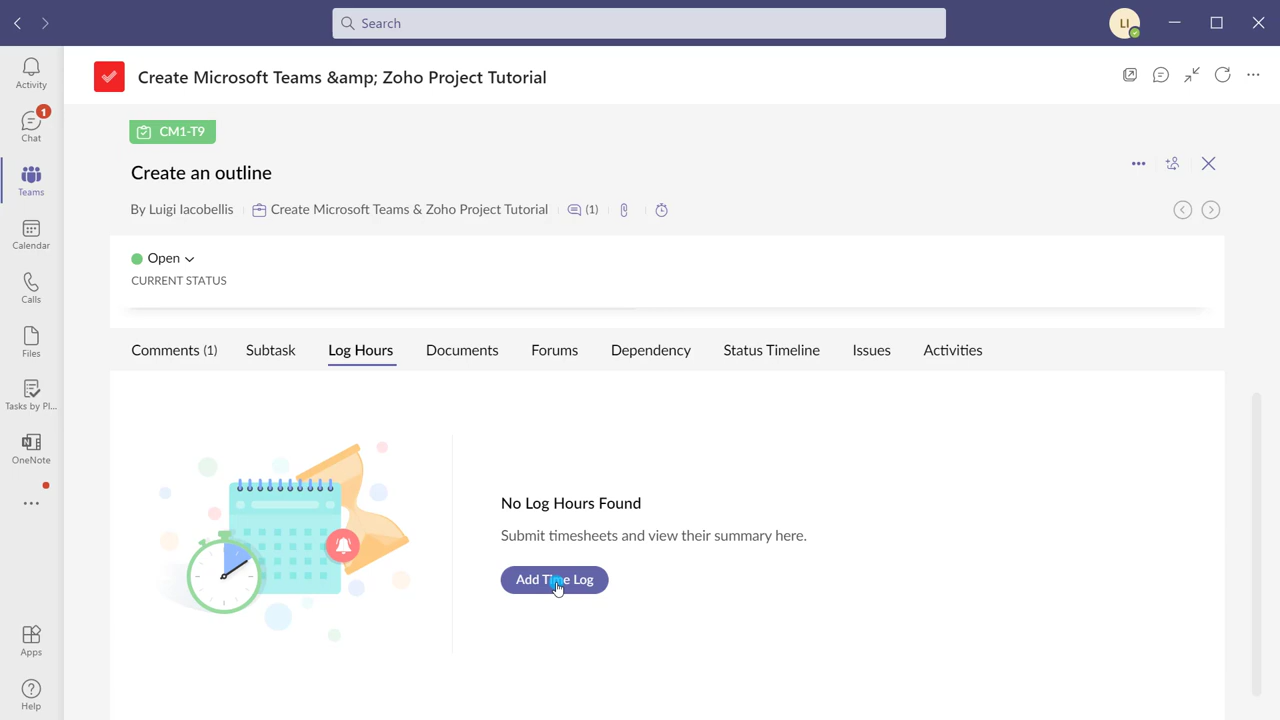 Search
LI
Activity
1
Chat
Teams
Calendar
Calls
Files
Tasks by Pl...
OneNote
Apps
Help
Create Microsoft Teams &amp; Zoho Project Tutorial
CM1-T9
Create an outline
By Luigi Iacobellis
Create Microsoft Teams & Zoho Project Tutorial
(1)
Open
CURRENT STATUS
Comments (1) Subtask Log Hours Documents Forums Dependency Status Timeline Issues Activities
No Log Hours Found
Submit timesheets and view their summary here.
Add Time Log